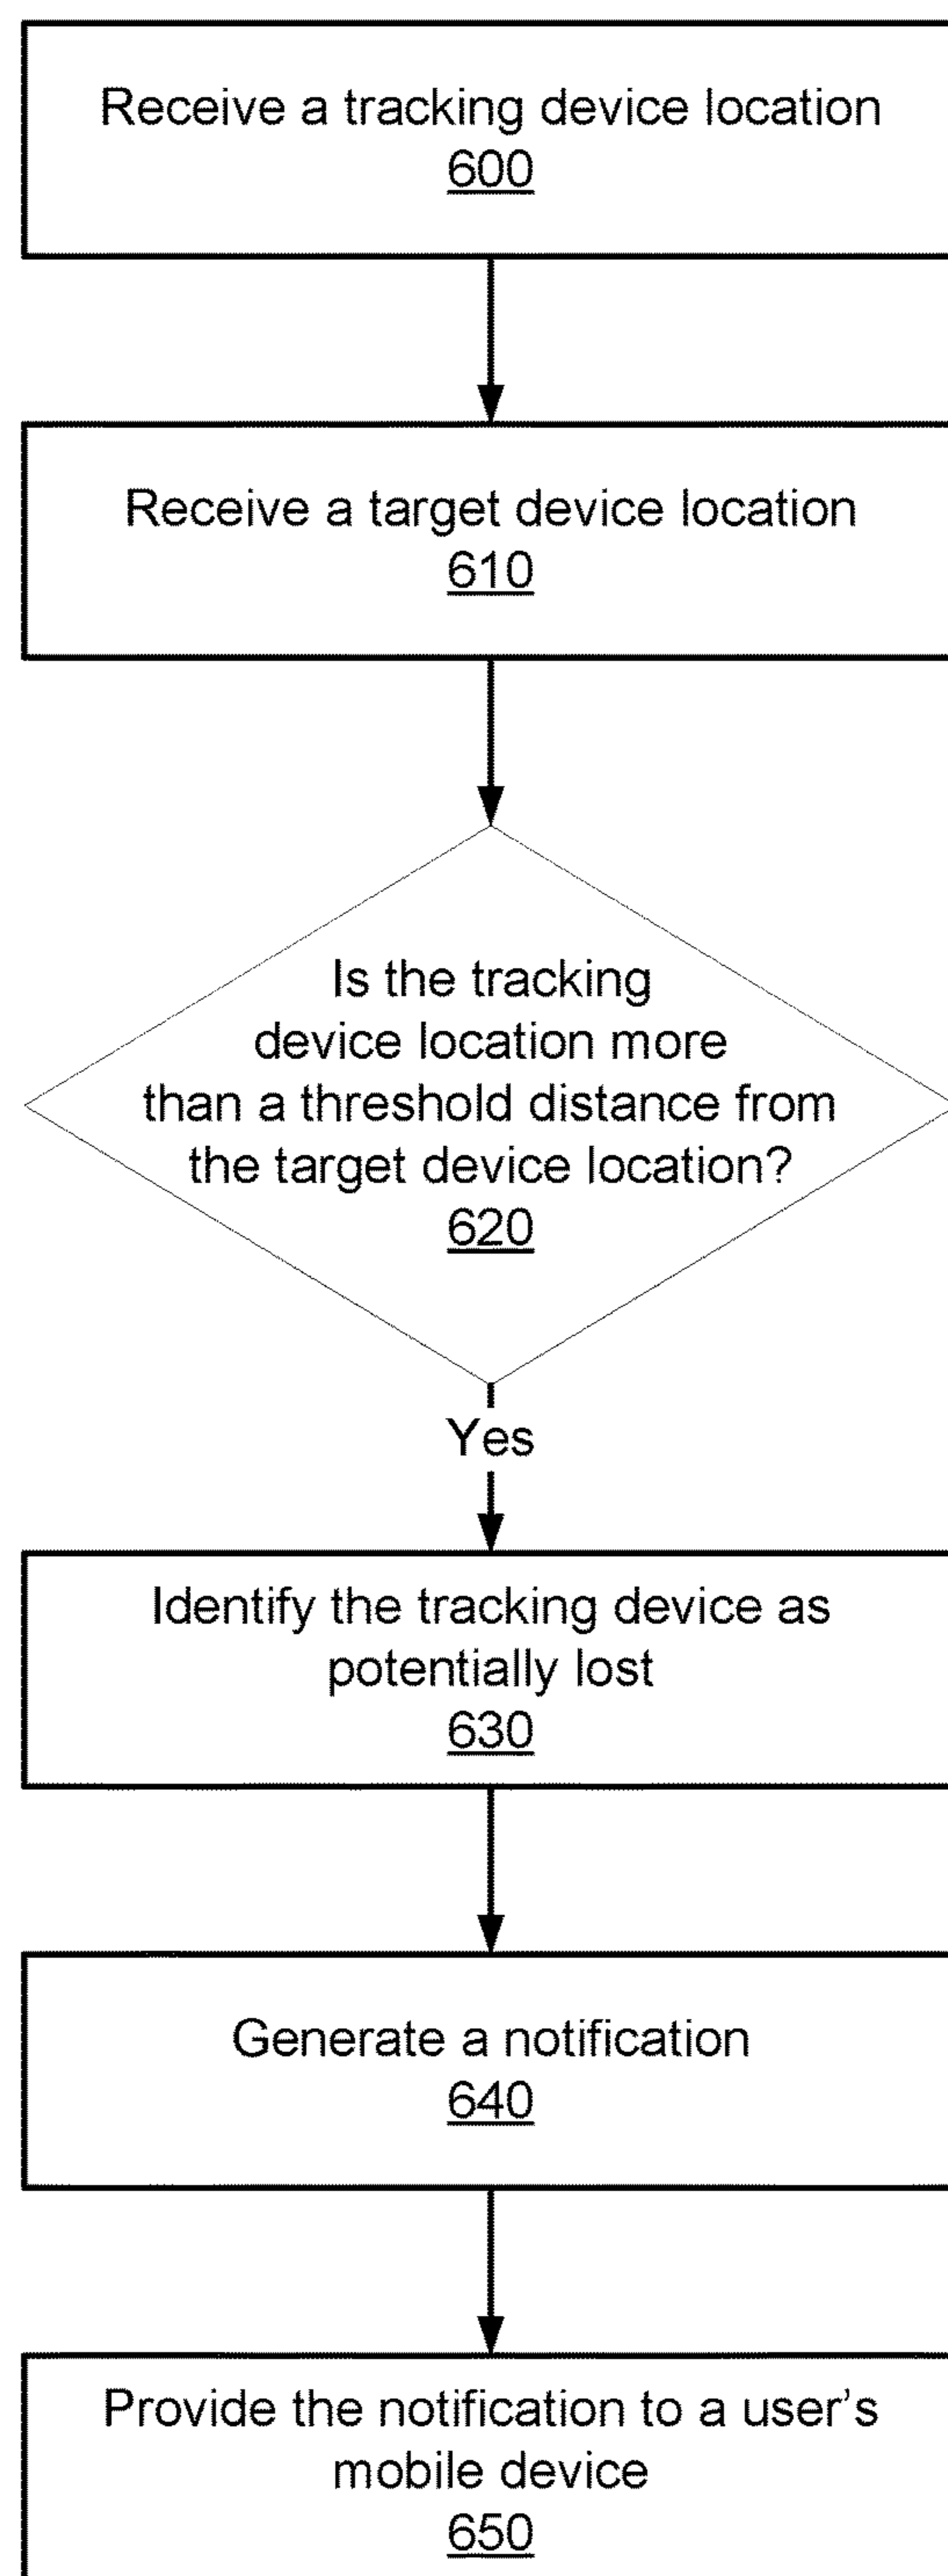 Receive a tracking device location
600
Receive a target device location
610
Is the tracking
device location more
than a threshold distance from
the target device location?
620
Yes
Identify the tracking device as
potentially lost
630
Generate a notification
640
Provide the notification to a user’s
mobile device
650